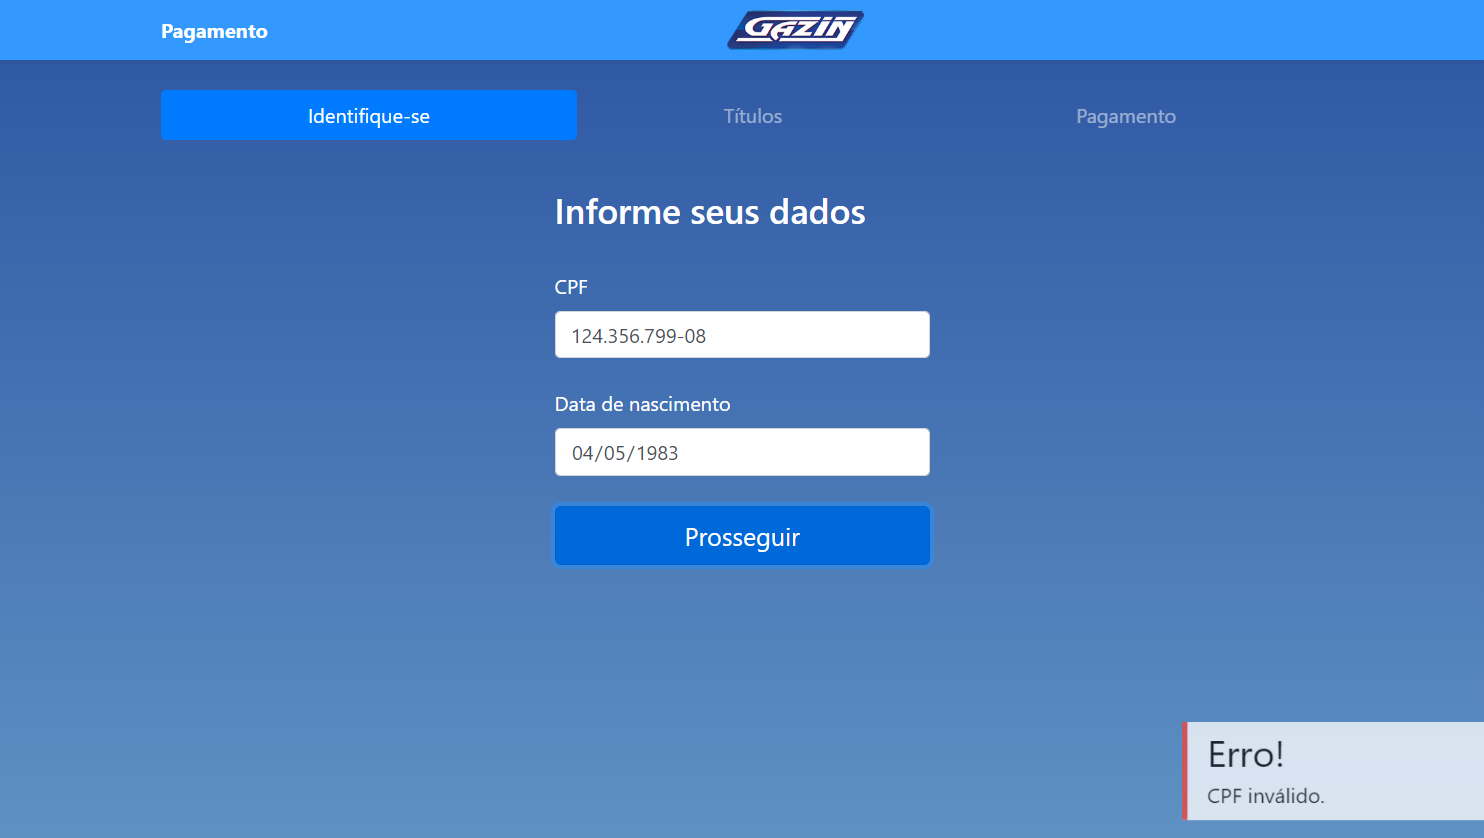 Pagamento
GAZIN
Identifique-se
Títulos
Pagamento
Informe seus dados
CPF
124.356.799-08
Data de nascimento
04/05/1983
Prosseguir
Erro!
CPF inválido.